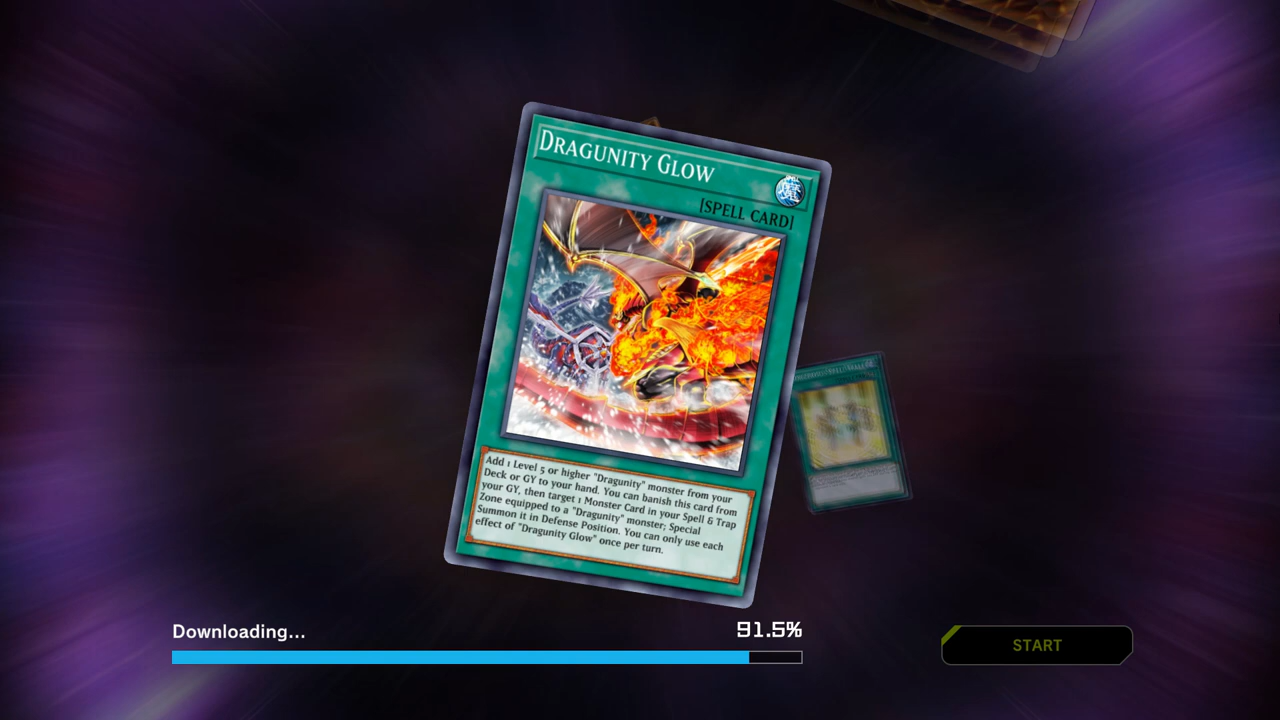 DRAGUNITY GLOW
[SPELL CARD]
Add 1 Level 5 or higher "Dragunity" monster from your
Deck or GY to your hand. You can banish this card from
your GY, then target 1 Monster Card in your Spell & Trap
Zone equipped to a "Dragunity" monster; Special
Summon it in Defense Position. You can only use each
effect of "Dragunity Glow" once per turn.
Downloading...
91.5%
START